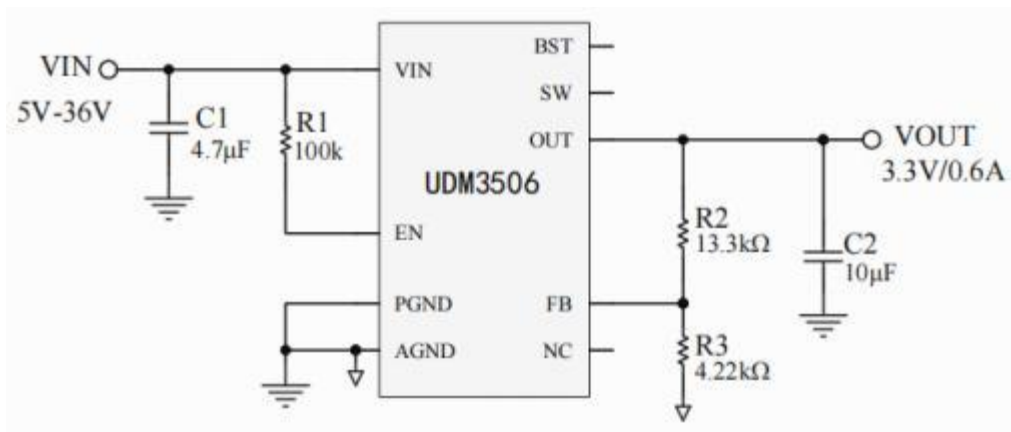 VIN
5V-36V
C1
4.7μF
R1
100k
VIN
EN
PGND
AGND
UDM3506
BST
SW
OUT
FB
NC
R2
13.3kΩ
R3
4.22kΩ
C2
10μF
VOUT
3.3V/0.6A